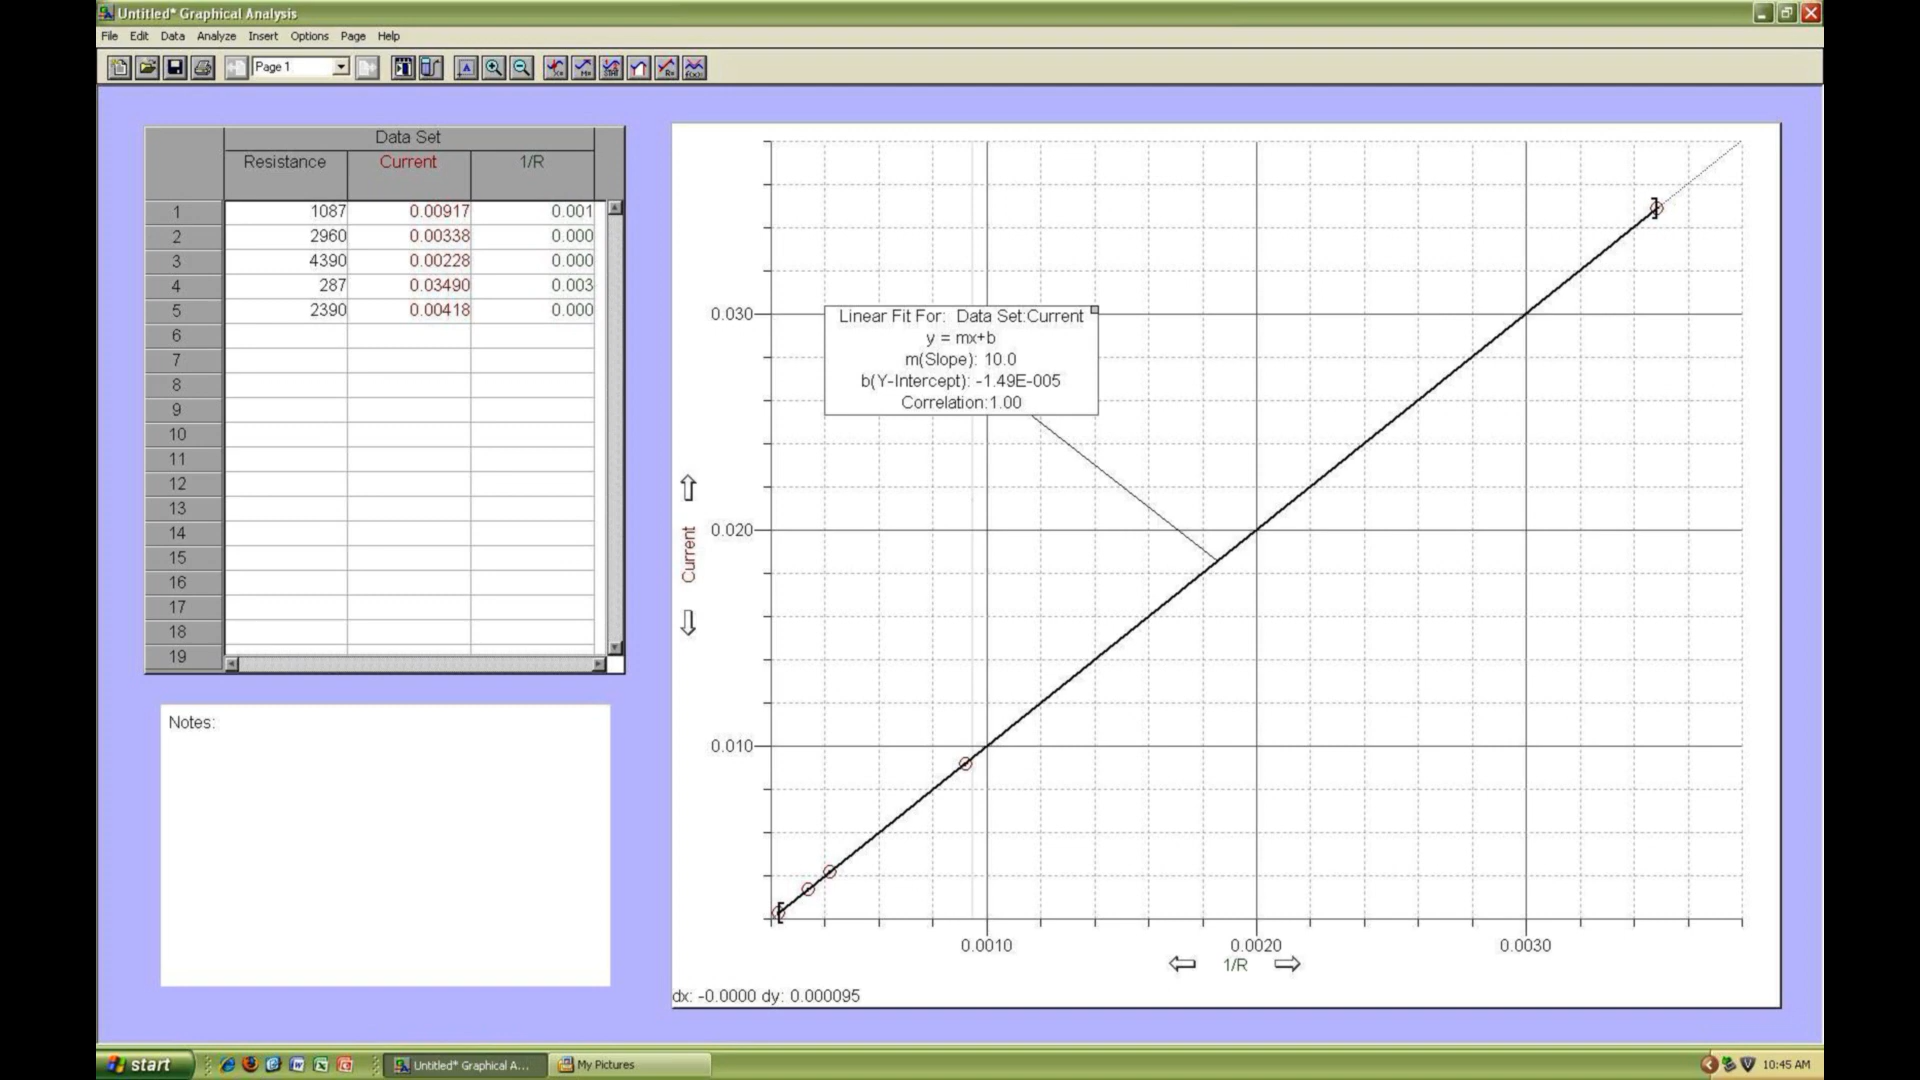 Untitled* Graphical Analysis
File Edit Data Analyze Insert Options Page Help
Page 1
Data Set
Resistance Current 1/R
1 1087 0.00917 0.001
2 2960 0.00338 0.000
3 4390 0.00228 0.000
4 287 0.03490 0.003
5 2390 0.00418 0.000
6
7
8
9
10
11
12
13
14
15
16
17
18
19
Notes:
0.030
0.020
0.010
Current
Linear Fit For: Data Set:Current
y = mx+b
m(Slope): 10.0
b(Y-Intercept): -1.49E-005
Correlation:1.00
0.0010 0.0020 0.0030
1/R
dx: -0.0000 dy: 0.000095
start Untitled* Graphical A... My Pictures 10:45 AM